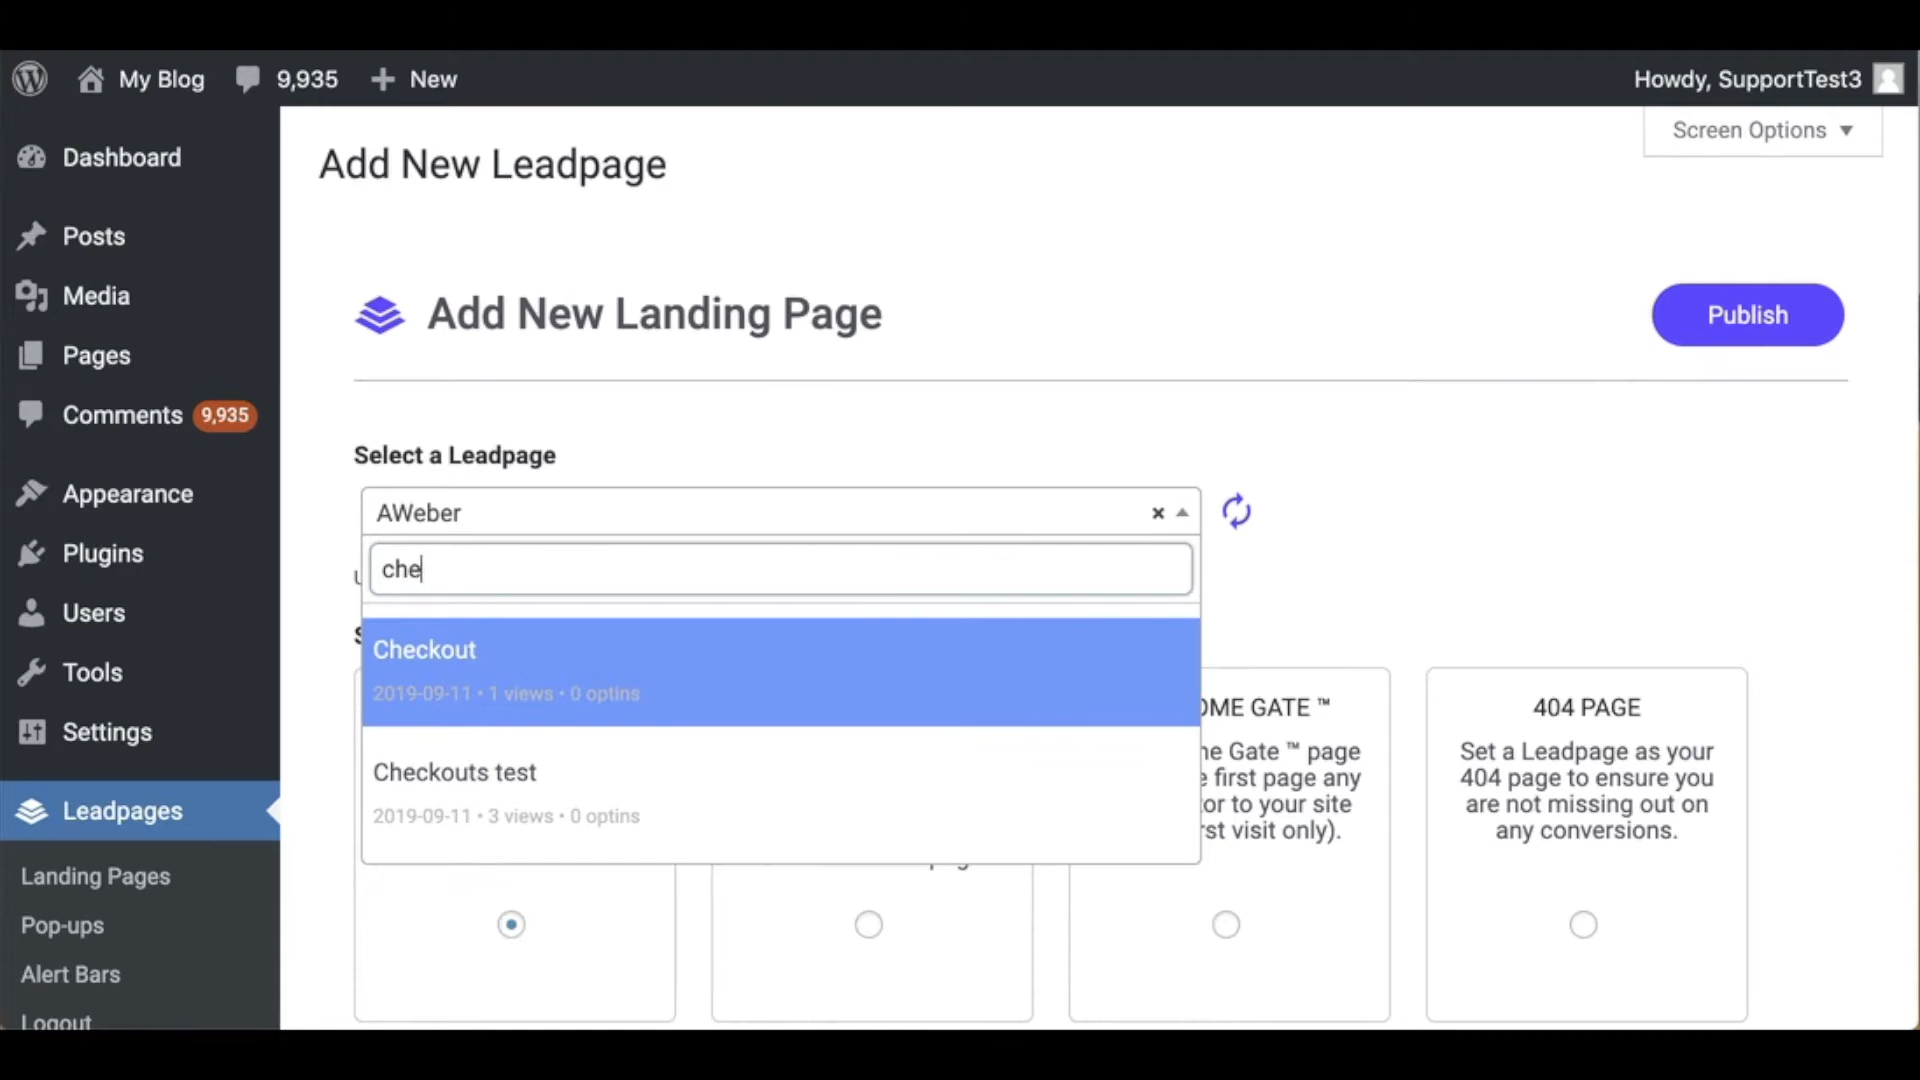 My Blog
9,935
New
Howdy, SupportTest3
Screen Options
Dashboard
Posts
Media
Pages
Comments 9,935
Appearance
Plugins
Users
Tools
Settings
Leadpages
Landing Pages
Pop-ups
Alert Bars
Logout
Add New Leadpage
Add New Landing Page
Publish
Select a Leadpage
AWeber
che
Checkout
2019-09-11 • 1 views • 0 optins
Checkouts test
2019-09-11 • 3 views • 0 optins
OME GATE ™
Gate ™ page
first page any
to your site
visit only).
404 PAGE
Set a Leadpage as your
404 page to ensure you
are not missing out on
any conversions.